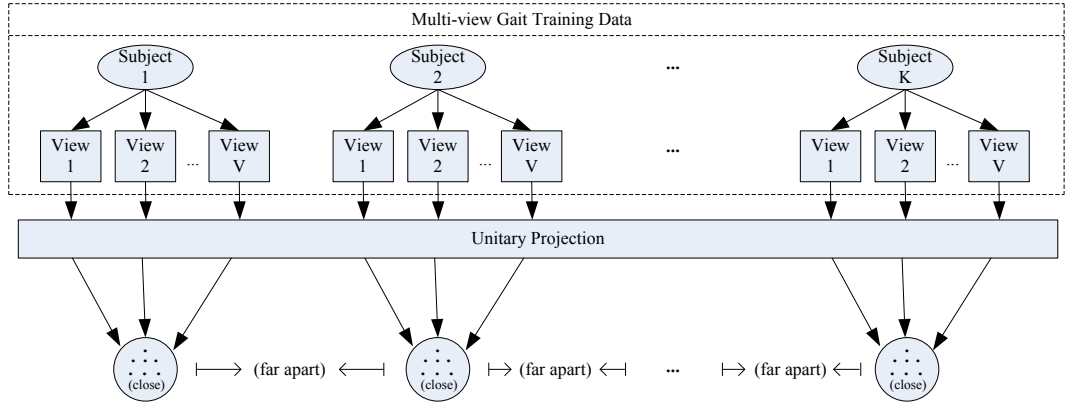 Multi-view Gait Training Data
Subject 1
Subject 2
...
Subject K
View 1
View 2
...
View V
View 1
View 2
...
View V
...
View 1
View 2
...
View V
Unitary Projection
(close)
(far apart)
(close)
(far apart)
...
(far apart)
(close)